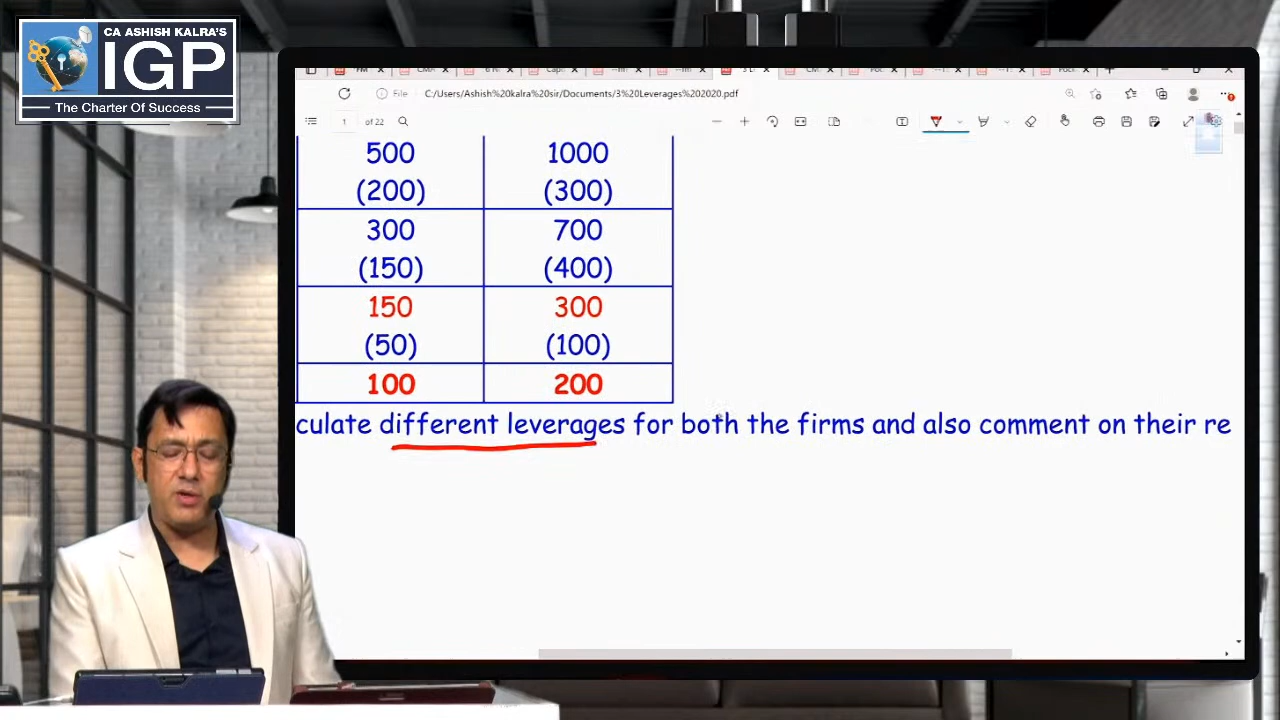 CA ASHISH KALRA'S
IGP
The Charter Of Success
File
C:/Users/Ashish%20kalra%20sir/Documents/3%20Leverages%202020.pdf
1 of 22
500 1000
(200) (300)
300 700
(150) (400)
150 300
(50) (100)
100 200
culate different leverages for both the firms and also comment on their re